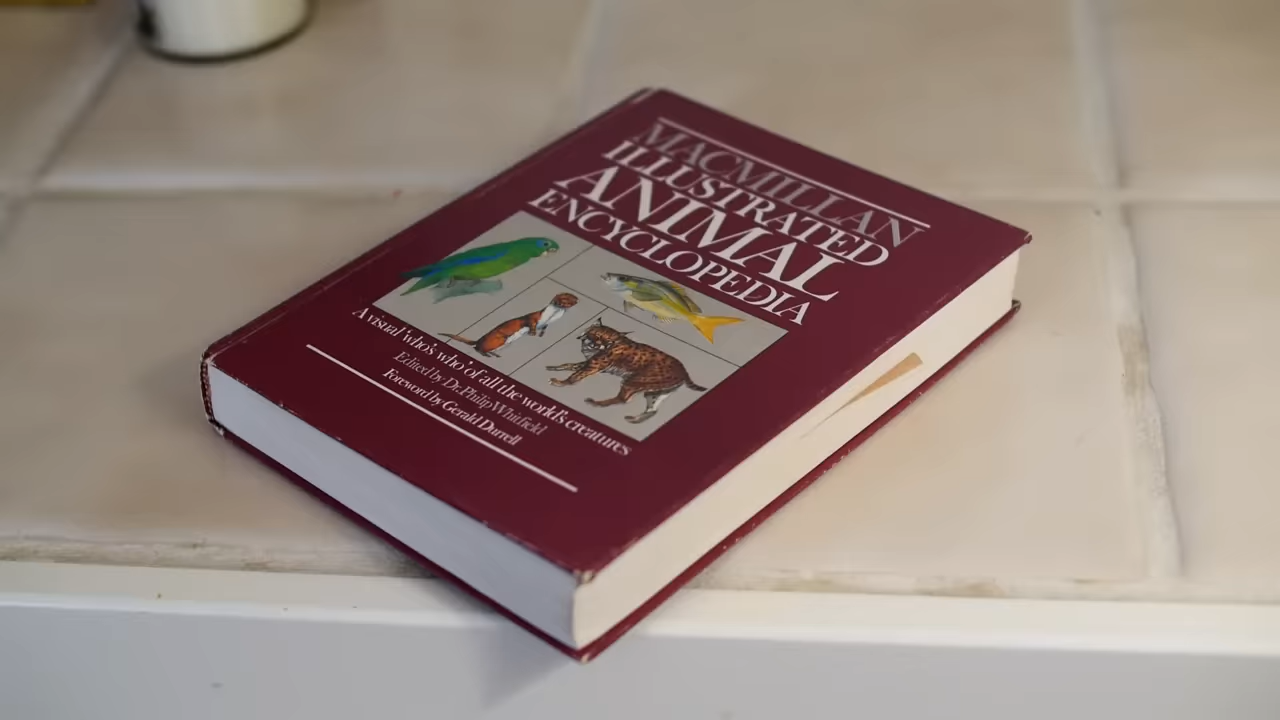 MACMILLAN
ILLUSTRATED
ANIMAL
ENCYCLOPEDIA
A visual 'who's who' of all the world's creatures
Edited by Dr. Philip Whitfield
Foreword by Gerald Durrell